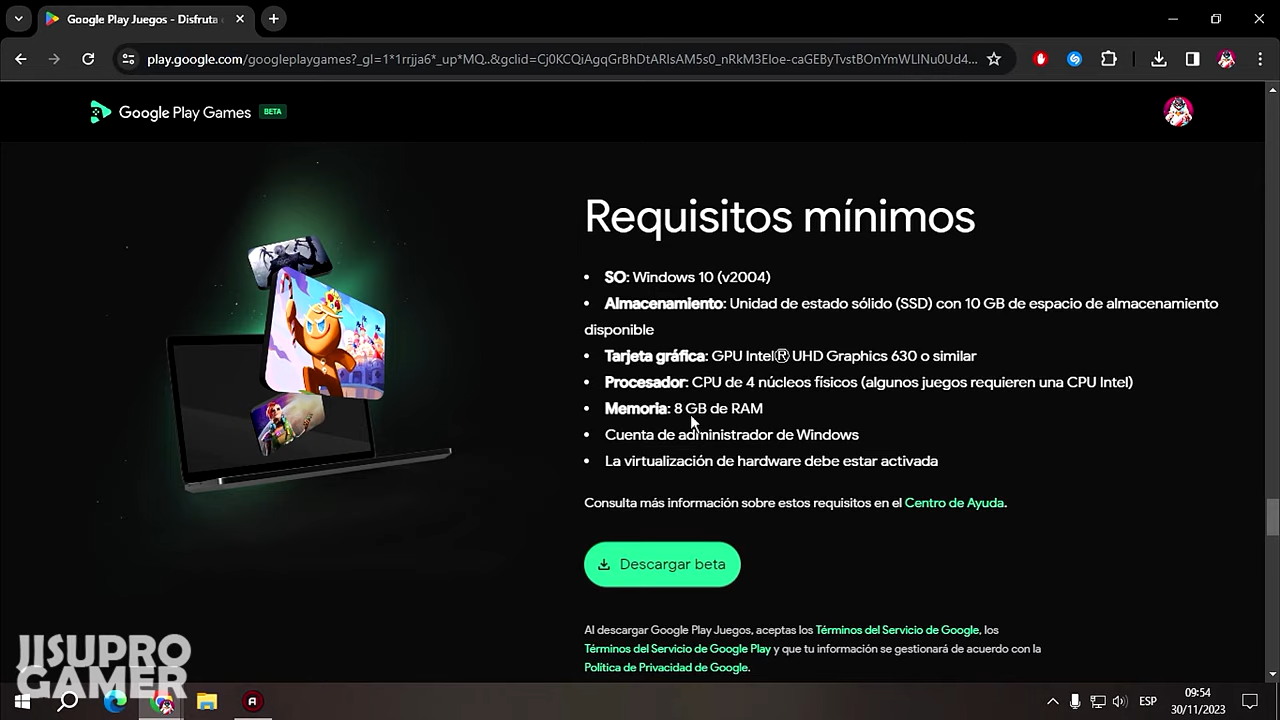 Google Play Juegos - Disfruta
play.google.com/googleplaygames?_gl=1*1rrjja6*_up*MQ..&gclid=Cj0KCQiAgqGrBhDtARIsAM5s0_nRkM3EIoe-caGEByTvstBOnYmWLINu0Ud4...
Google Play Games BETA
Requisitos mínimos
• SO: Windows 10 (v2004)
• Almacenamiento: Unidad de estado sólido (SSD) con 10 GB de espacio de almacenamiento
disponible
• Tarjeta gráfica: GPU Intel® UHD Graphics 630 o similar
• Procesador: CPU de 4 núcleos físicos (algunos juegos requieren una CPU Intel)
• Memoria: 8 GB de RAM
• Cuenta de administrador de Windows
• La virtualización de hardware debe estar activada
Consulta más información sobre estos requisitos en el Centro de Ayuda.
Descargar beta
Al descargar Google Play Juegos, aceptas los Términos del Servicio de Google, los
Términos del Servicio de Google Play y que tu información se gestionará de acuerdo con la
Política de Privacidad de Google.
JISUPRO
GAMER
ESP
09:54
30/11/2023